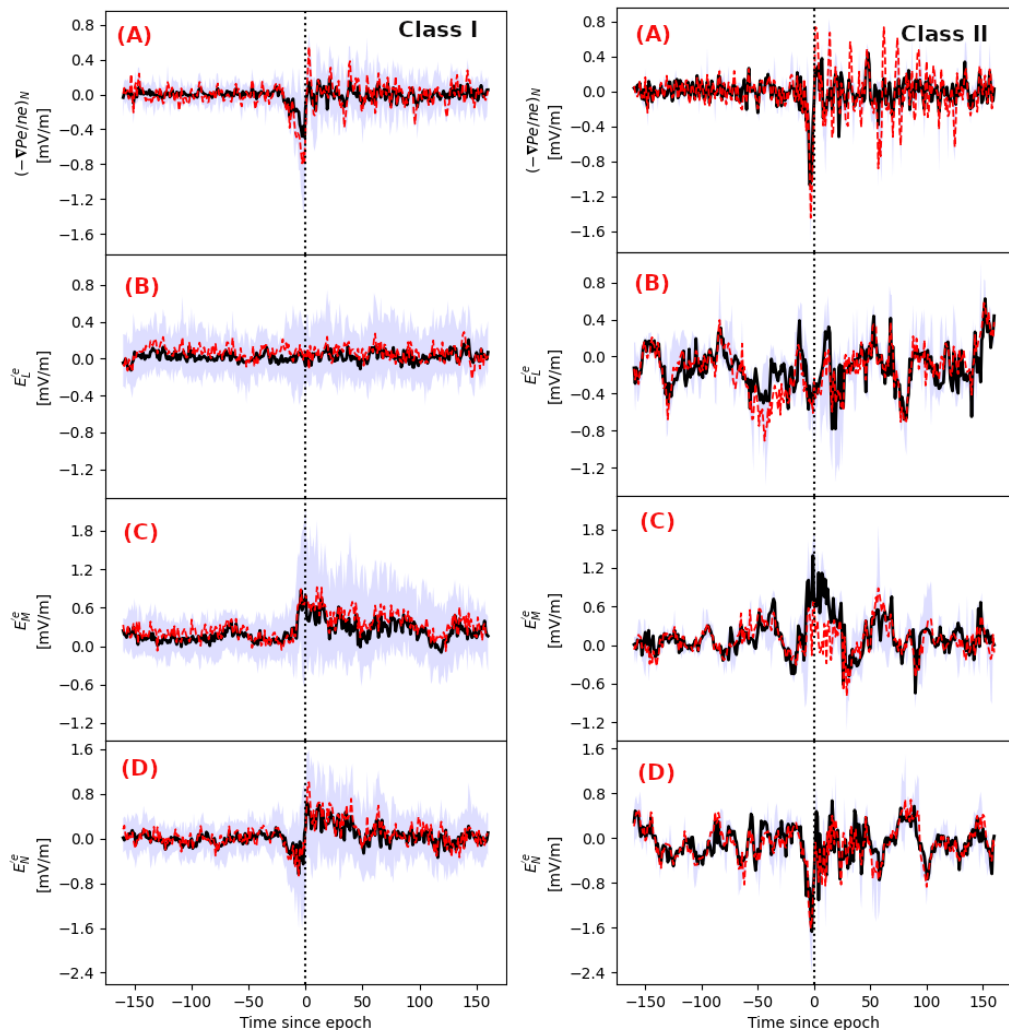 (A)
Class I
0.8
0.4
0.0
−0.4
−0.8
−1.2
−1.6
(−∇Pe/ne)N
[mV/m]
(B)
0.8
0.4
0.0
−0.4
−0.8
−1.2
E′eL
[mV/m]
(C)
1.8
1.2
0.6
0.0
−0.6
−1.2
E′eM
[mV/m]
(D)
1.6
0.8
0.0
−0.8
−1.6
−2.4
E′eN
[mV/m]
−150 −100 −50 0 50 100 150
Time since epoch
(A)
Class II
0.8
0.4
0.0
−0.4
−0.8
−1.2
−1.6
(−∇Pe/ne)N
[mV/m]
(B)
0.8
0.4
0.0
−0.4
−0.8
−1.2
E′eL
[mV/m]
(C)
1.8
1.2
0.6
0.0
−0.6
−1.2
E′eM
[mV/m]
(D)
1.6
0.8
0.0
−0.8
−1.6
−2.4
E′eN
[mV/m]
−150 −100 −50 0 50 100 150
Time since epoch